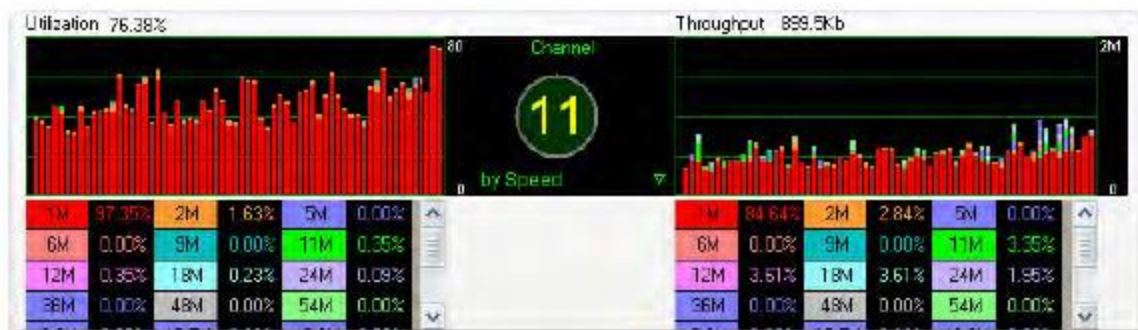 Utilization 76.38%
80
0
Channel
11
by Speed
Throughput 899.5Kb
2M
0
1M 97.35% 2M 1.63% 5M 0.00%
6M 0.00% 9M 0.00% 11M 0.35%
12M 0.35% 18M 0.23% 24M 0.09%
36M 0.00% 48M 0.00% 54M 0.00%
1M 84.64% 2M 2.84% 5M 0.00%
6M 0.00% 9M 0.00% 11M 3.35%
12M 3.61% 18M 3.61% 24M 1.95%
36M 0.00% 48M 0.00% 54M 0.00%